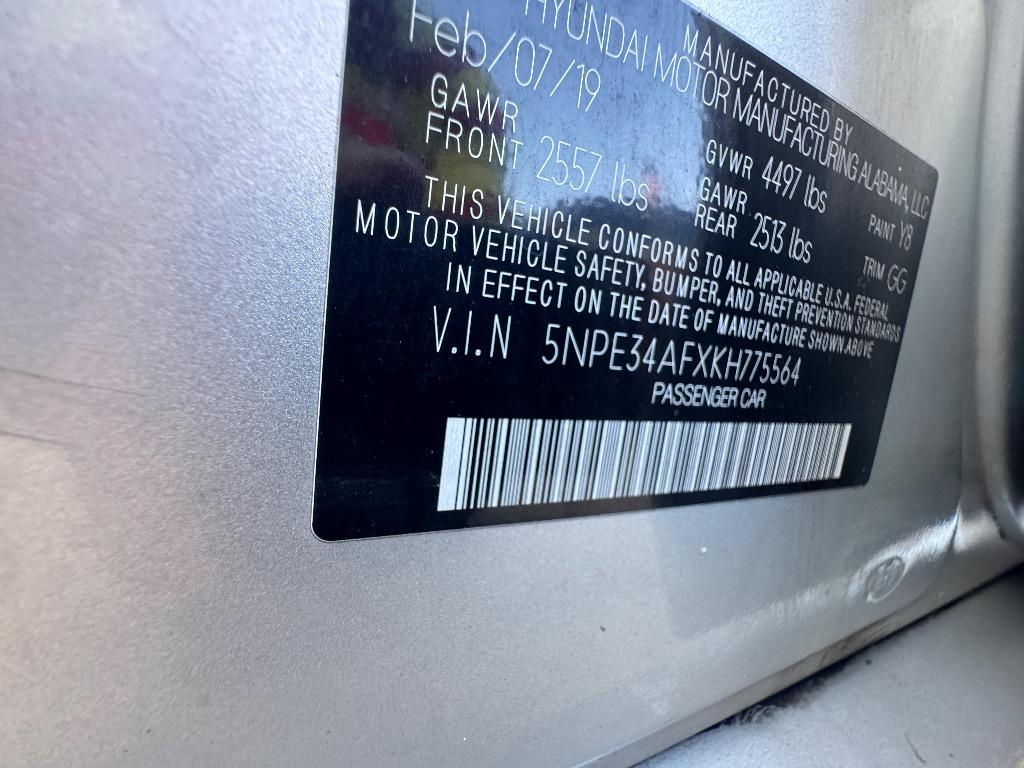 MANUFACTURED BY
HYUNDAI MOTOR MANUFACTURING ALABAMA, LLC
Feb/07/19 GVWR 4497 lbs PAINT Y8
GAWR FRONT 2557 lbs GAWR REAR 2513 lbs TRIM GG
THIS VEHICLE CONFORMS TO ALL APPLICABLE U.S.A. FEDERAL
MOTOR VEHICLE SAFETY, BUMPER, AND THEFT PREVENTION STANDARDS
IN EFFECT ON THE DATE OF MANUFACTURE SHOWN ABOVE
V.I.N 5NPE34AFXKH775564
PASSENGER CAR